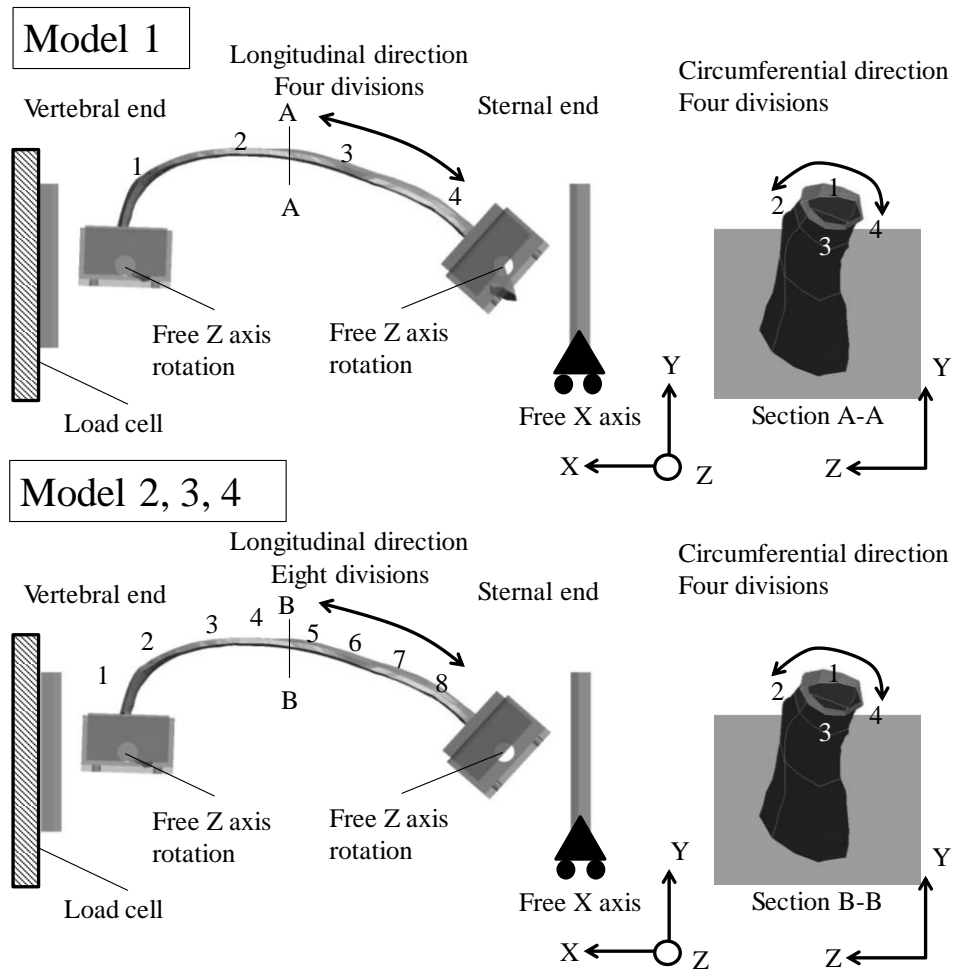 Model 1
Longitudinal direction
Four divisions
Circumferential direction
Four divisions
Vertebral end
Sternal end
A
1
2
3
4
A
1
2
3
4
Free Z axis
rotation
Free Z axis
rotation
Load cell
Free X axis
Y
X
Z
Section A-A
Y
Z
Model 2, 3, 4
Longitudinal direction
Eight divisions
Circumferential direction
Four divisions
Vertebral end
Sternal end
B
1
2
3
4
5
6
7
8
B
1
2
3
4
Free Z axis
rotation
Free Z axis
rotation
Load cell
Free X axis
Y
X
Z
Section B-B
Y
Z